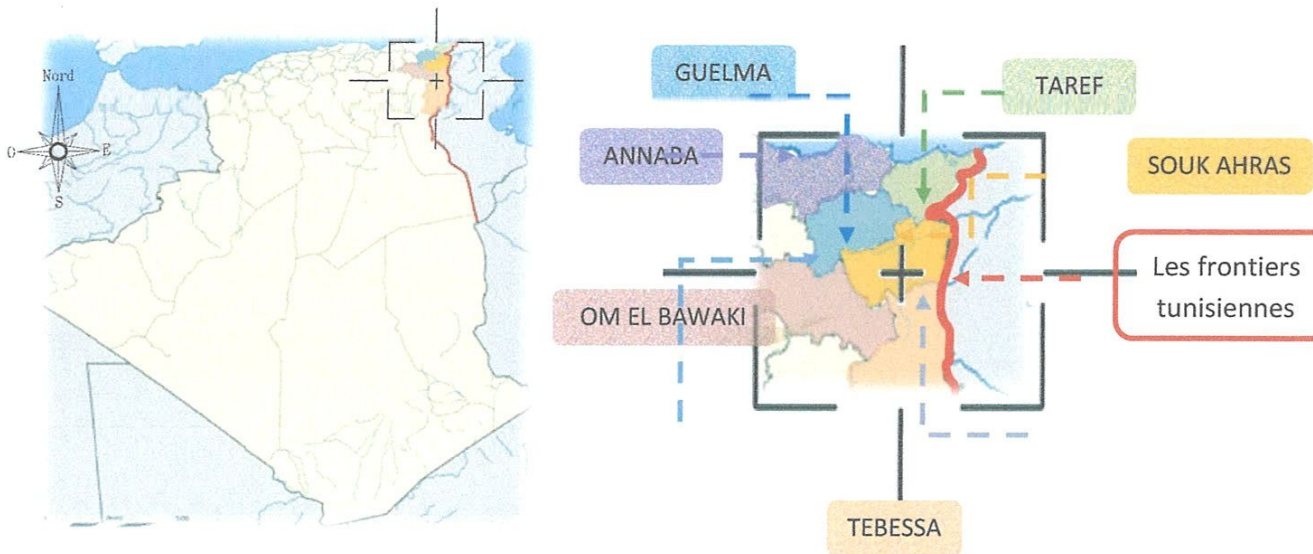 Nord
O
E
S
GUELMA
TAREF
ANNABA
SOUK AHRAS
Les frontiers
tunisiennes
OM EL BAWAKI
TEBESSA